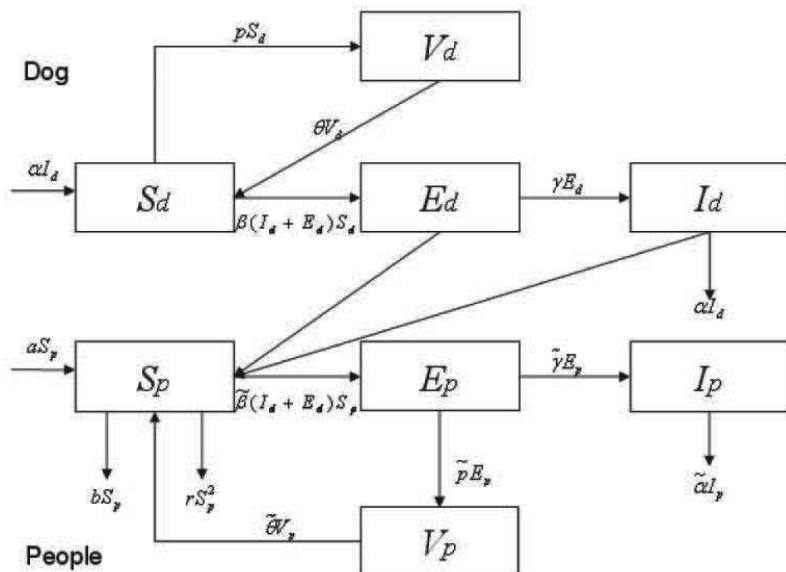 pS_d
V_d
Dog
θV_d
αI_d
S_d
β(I_d + E_d)S_d
E_d
γE_d
I_d
αI_d
aS_p
S_p
β̃(I_d + E_d)S_p
E_p
γ̃E_p
I_p
bS_p
rS_p^2
p̃E_p
α̃I_p
θ̃V_p
V_p
People